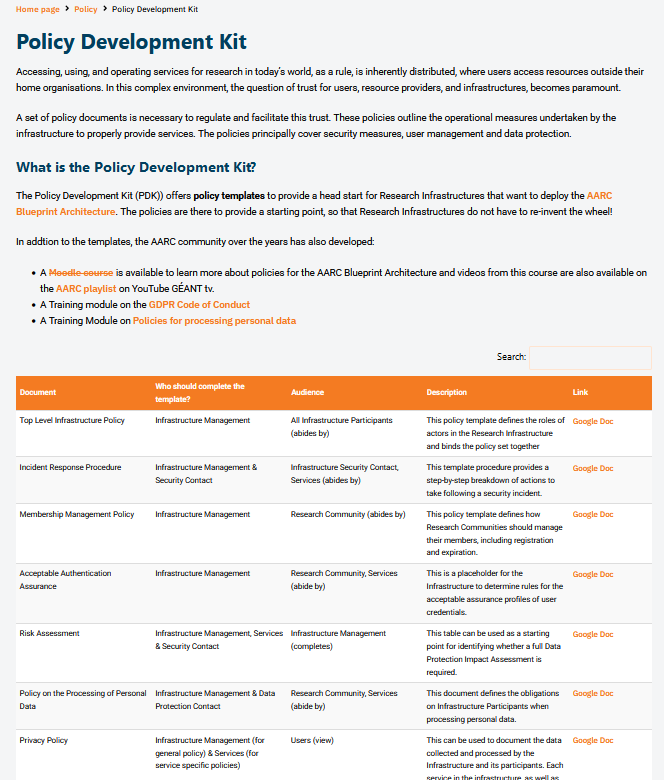 Home page > Policy > Policy Development Kit
Policy Development Kit
Accessing, using, and operating services for research in today's world, as a rule, is inherently distributed, where users access resources outside their
home organisations. In this complex environment, the question of trust for users, resource providers, and infrastructures, becomes paramount.
A set of policy documents is necessary to regulate and facilitate this trust. These policies outline the operational measures undertaken by the
infrastructure to properly provide services. The policies principally cover security measures, user management and data protection.
What is the Policy Development Kit?
The Policy Development Kit (PDK)) offers policy templates to provide a head start for Research Infrastructures that want to deploy the AARC
Blueprint Architecture. The policies are there to provide a starting point, so that Research Infrastructures do not have to re-invent the wheel!
In addtion to the templates, the AARC community over the years has also developed:
• A Moodle course is available to learn more about policies for the AARC Blueprint Architecture and videos from this course are also available on
the AARC playlist on YouTube GÉANT tv.
• A Training module on the GDPR Code of Conduct
• A Training Module on Policies for processing personal data
Search:
Document
Who should complete the
template?
Audience
Description
Link
Top Level Infrastructure Policy
Infrastructure Management
All Infrastructure Participants
(abides by)
This policy template defines the roles of
actors in the Research Infrastructure
and binds the policy set together
Google Doc
Incident Response Procedure
Infrastructure Management &
Security Contact
Infrastructure Security Contact,
Services (abides by)
This template procedure provides a
step-by-step breakdown of actions to
take following a security incident.
Google Doc
Membership Management Policy
Infrastructure Management
Research Community (abides by)
This policy template defines how
Research Communities should manage
their members, including registration
and expiration.
Google Doc
Acceptable Authentication
Assurance
Infrastructure Management
Research Community, Services
(abide by)
This is a placeholder for the
Infrastructure to determine rules for the
acceptable assurance profiles of user
credentials.
Google Doc
Risk Assessment
Infrastructure Management, Services
& Security Contact
Infrastructure Management
(completes)
This table can be used as a starting
point for identifying whether a full Data
Protection Impact Assessment is
required.
Google Doc
Policy on the Processing of Personal
Data
Infrastructure Management & Data
Protection Contact
Research Community, Services
(abide by)
This document defines the obligations
on Infrastructure Participants when
processing personal data.
Google Doc
Privacy Policy
Infrastructure Management (for
general policy) & Services (for
service specific policies)
Users (view)
This can be used to document the data
collected and processed by the
Infrastructure and its participants. Each
service in the infrastructure, as well as
Google Doc